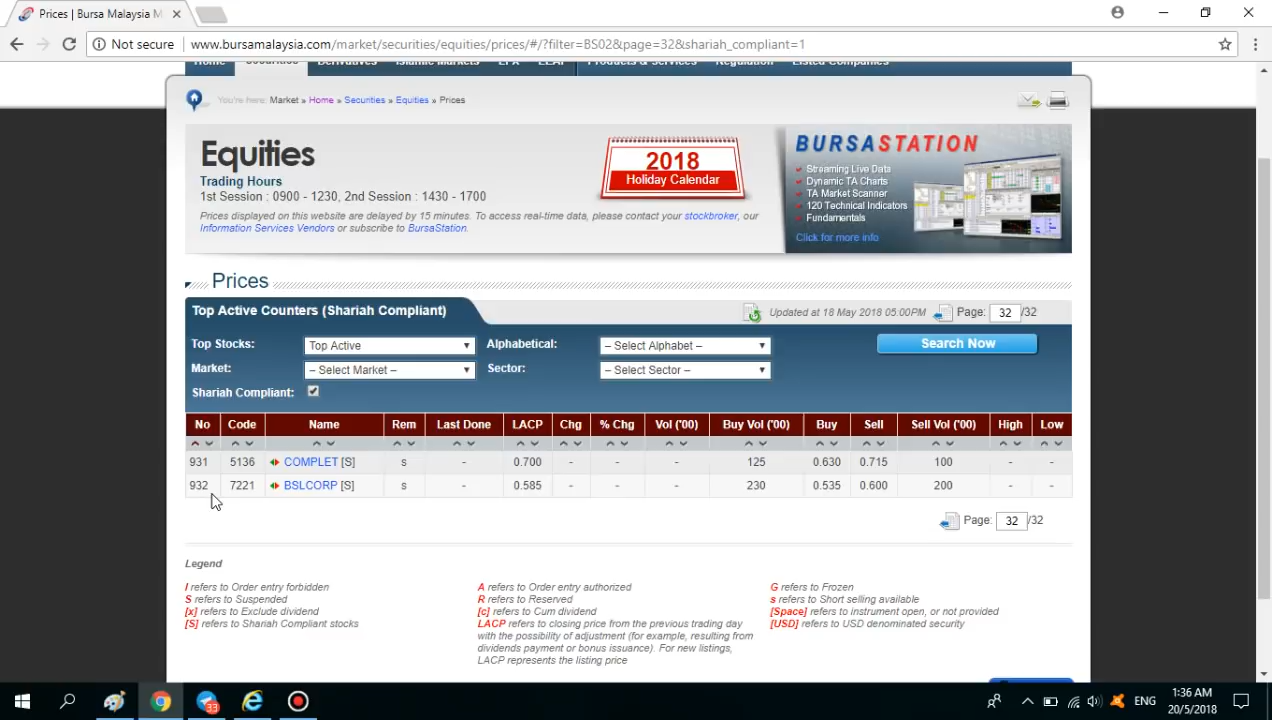 Prices | Bursa Malaysia M
Not secure | www.bursamalaysia.com/market/securities/equities/prices/#/?filter=BS02&page=32&shariah_compliant=1
Home Securities Derivatives Islamic Markets LFX Products & Services Regulation Listed Companies
You're here: Market » Home » Securities » Equities » Prices
Equities
Trading Hours
1st Session : 0900 - 1230, 2nd Session : 1430 - 1700
Prices displayed on this website are delayed by 15 minutes. To access real-time data, please contact your stockbroker, our
Information Services Vendors or subscribe to BursaStation.
2018
Holiday Calendar
BURSASTATION
Streaming Live Data
Dynamic TA Charts
TA Market Scanner
120 Technical Indicators
Fundamentals
Click for more info
Prices
Top Active Counters (Shariah Compliant)
Updated at 18 May 2018 05.00PM Page: 32 /32
Top Stocks: Top Active Alphabetical: – Select Alphabet – Search Now
Market: – Select Market – Sector: – Select Sector –
Shariah Compliant:
No Code Name Rem Last Done LACP Chg % Chg Vol ('00) Buy Vol ('00) Buy Sell Sell Vol ('00) High Low
931 5136 COMPLET [S] s - 0.700 - - - 125 0.630 0.715 100 - -
932 7221 BSLCORP [S] s - 0.585 - - - 230 0.535 0.600 200 - -
Page: 32 /32
Legend
I refers to Order entry forbidden
S refers to Suspended
[x] refers to Exclude dividend
[S] refers to Shariah Compliant stocks
A refers to Order entry authorized
R refers to Reserved
[c] refers to Cum dividend
LACP refers to closing price from the previous trading day
with the possibility of adjustment (for example, resulting from
dividends payment or bonus issuance). For new listings,
LACP represents the listing price
G refers to Frozen
s refers to Short selling available
[Space] refers to instrument open, or not provided
[USD] refers to USD denominated security
33
ENG
1:36 AM
20/5/2018